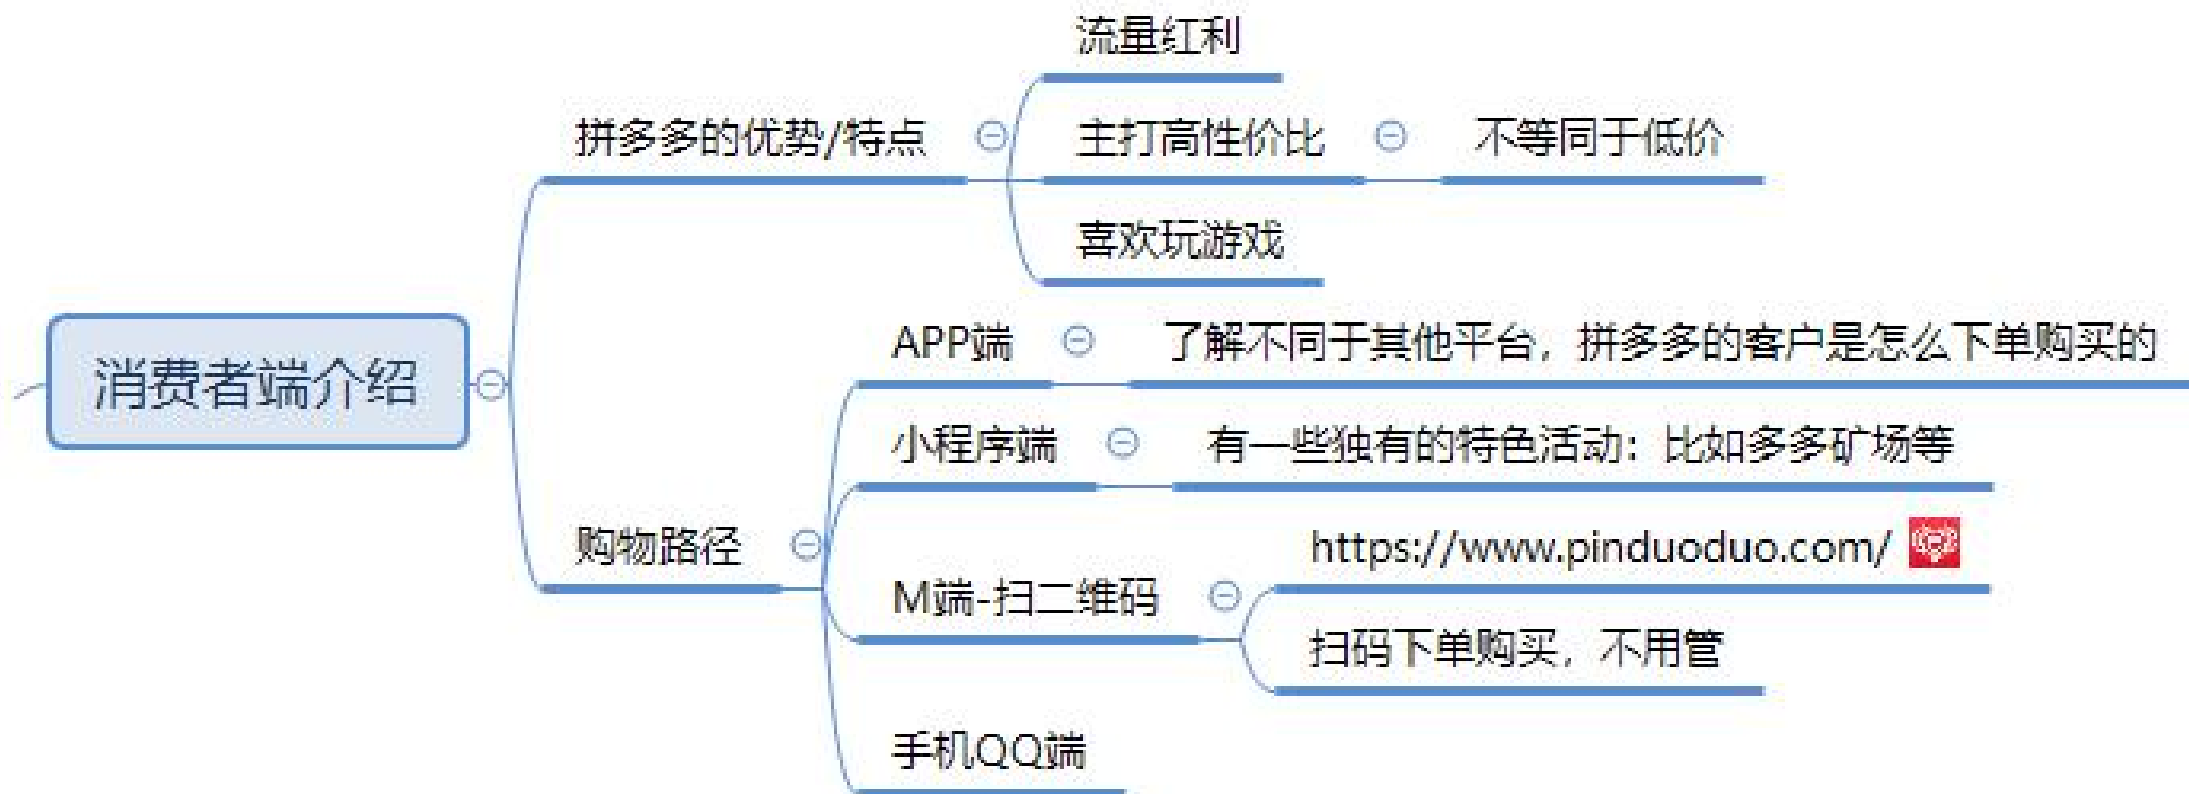 流量红利
拼多多的优势/特点
主打高性价比
不等同于低价
喜欢玩游戏
消费者端介绍
购物路径
APP端
了解不同于其他平台，拼多多的客户是怎么下单购买的
小程序端
有一些独有的特色活动：比如多多矿场等
M端-扫二维码
https://www.pinduoduo.com/
扫码下单购买，不用管
手机QQ端